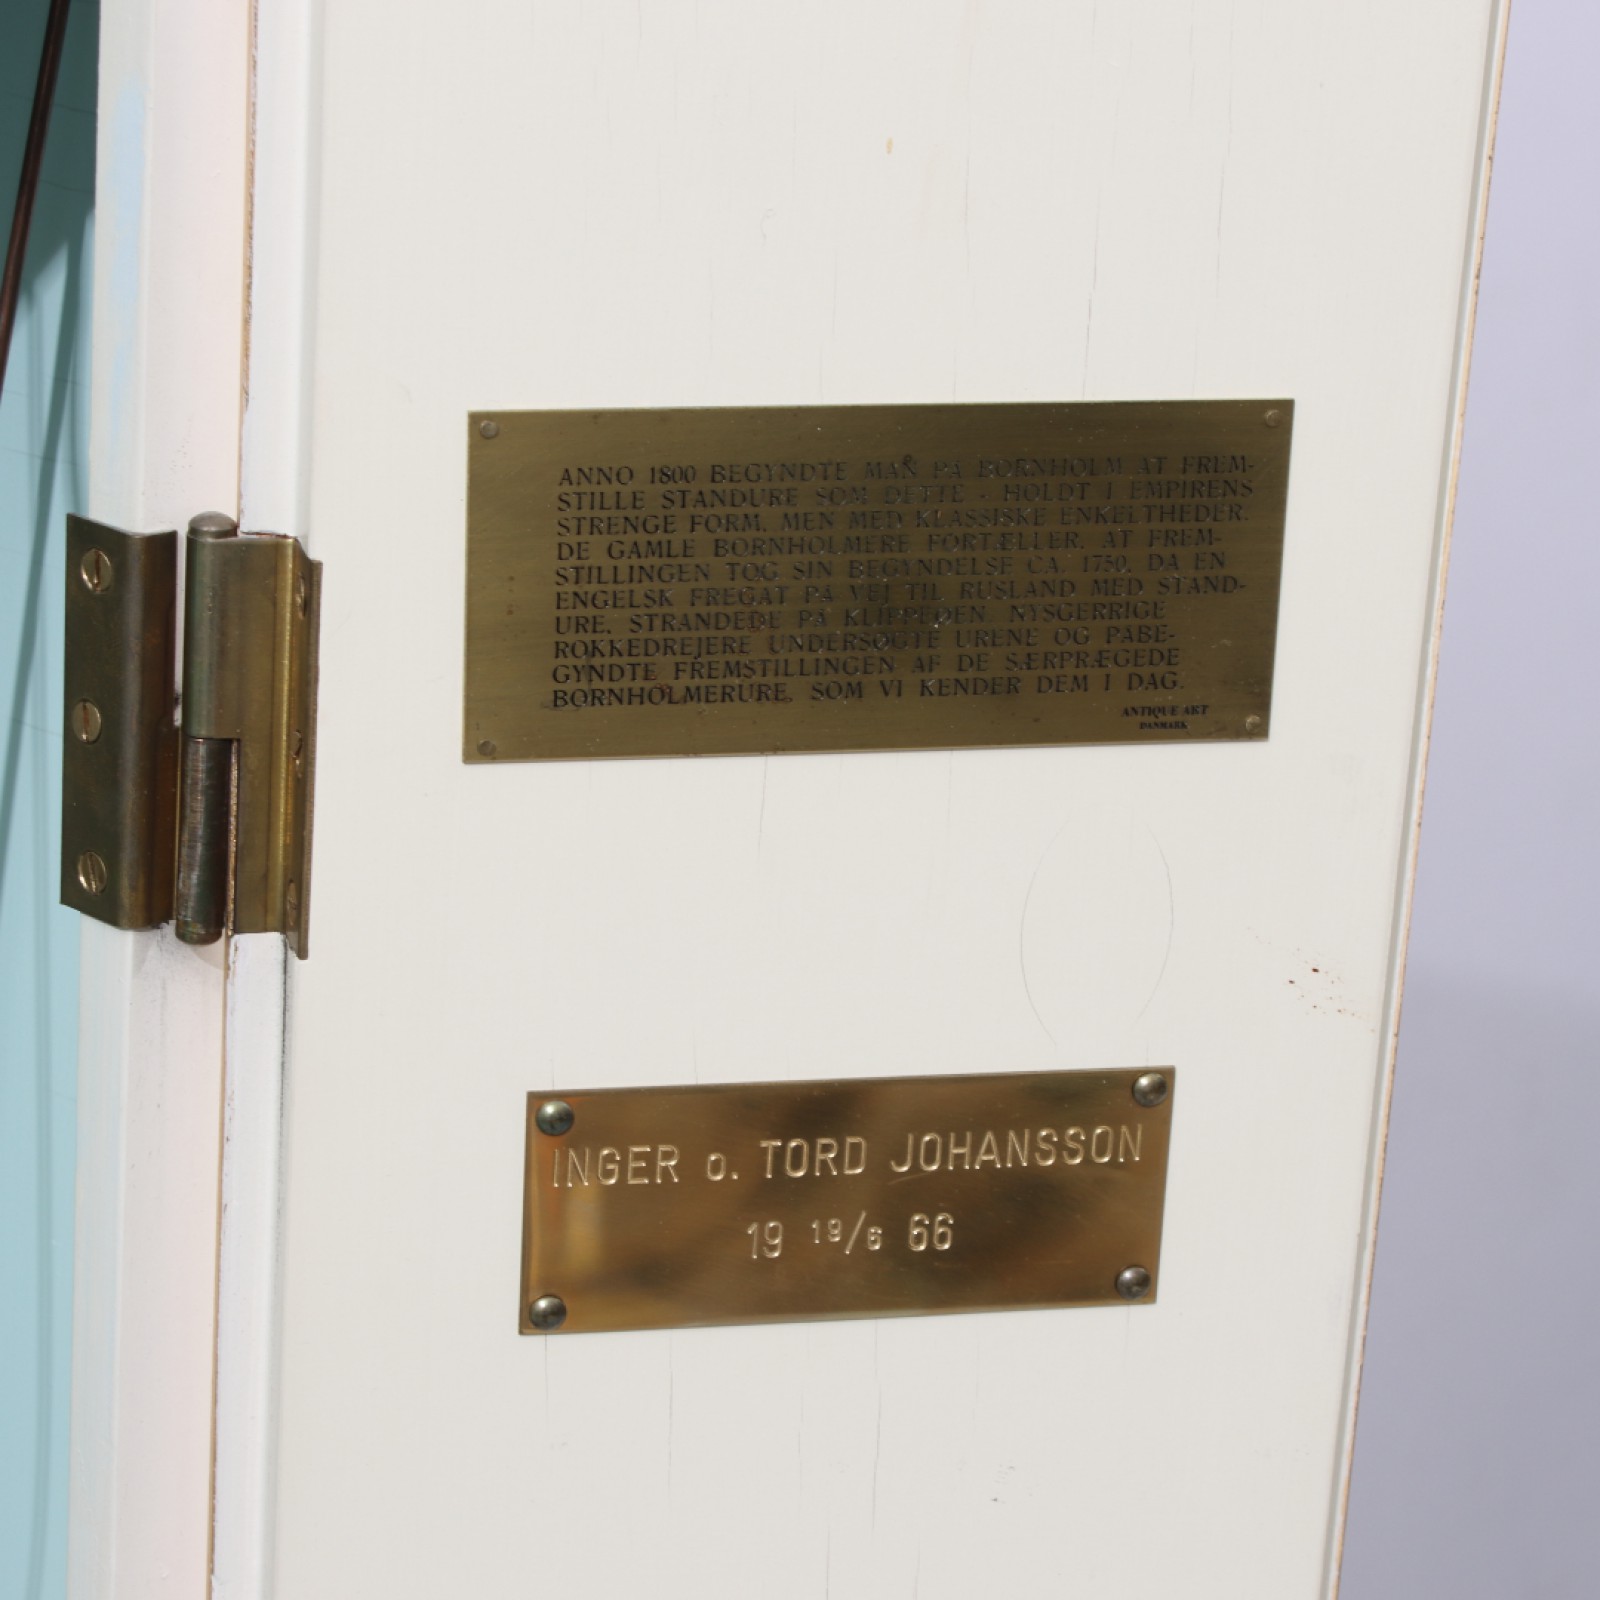 ANNO 1800 BEGYNDTE MAN PÅ BORNHOLM AT FREM-
STILLE STANDURE SOM DETTE - HOLDT I EMPIRENS
STRENGE FORM, MEN MED KLASSISKE ENKELTHEDER.
DE GAMLE BORNHOLMERE FORTÆLLER, AT FREM-
STILLINGEN TOG SIN BEGYNDELSE CA. 1750, DA EN
ENGELSK FREGAT PÅ VEJ TIL RUSLAND MED STAND-
URE, STRANDEDE PÅ KLIPPEØEN. NYSGERRIGE
ROKKEDREJERE UNDERSØGTE URENE OG PÅBE-
GYNDTE FREMSTILLINGEN AF DE SÆRPRÆGEDE
BORNHOLMERURE, SOM VI KENDER DEM I DAG.
ANTIQUE ART
DANMARK
INGER o. TORD JOHANSSON
19 19/6 66